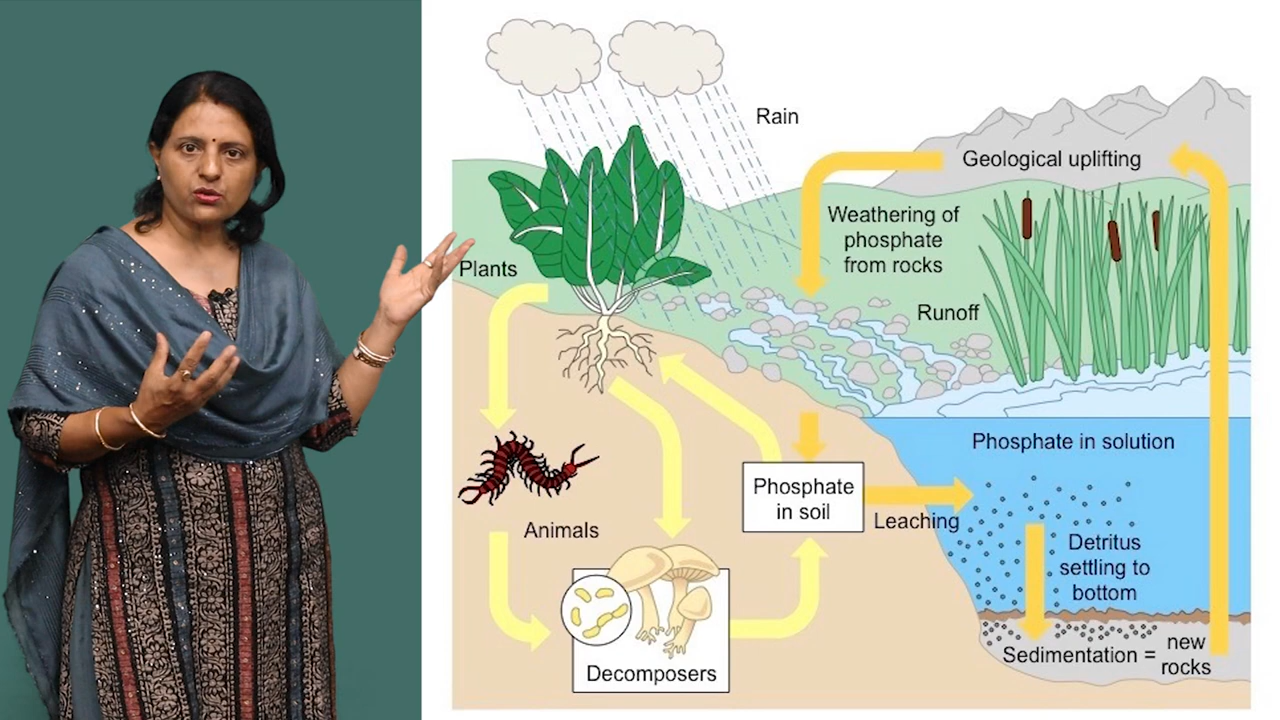 Rain
Geological uplifting
Weathering of
phosphate
from rocks
Plants
Runoff
Phosphate in solution
Phosphate
in soil
Leaching
Animals
Detritus
settling to
bottom
Sedimentation = new
rocks
Decomposers